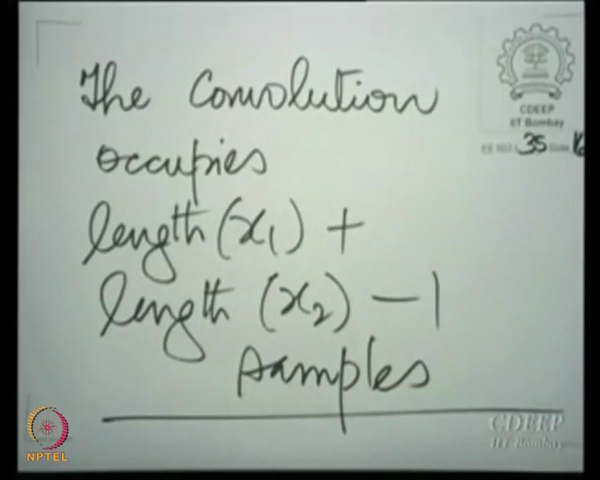 The Convolution
occupies
length (x₁) +
length (x₂) – 1
samples
CDEEP
IIT Bombay
35
CDEEP
IIT Bombay
NPTEL